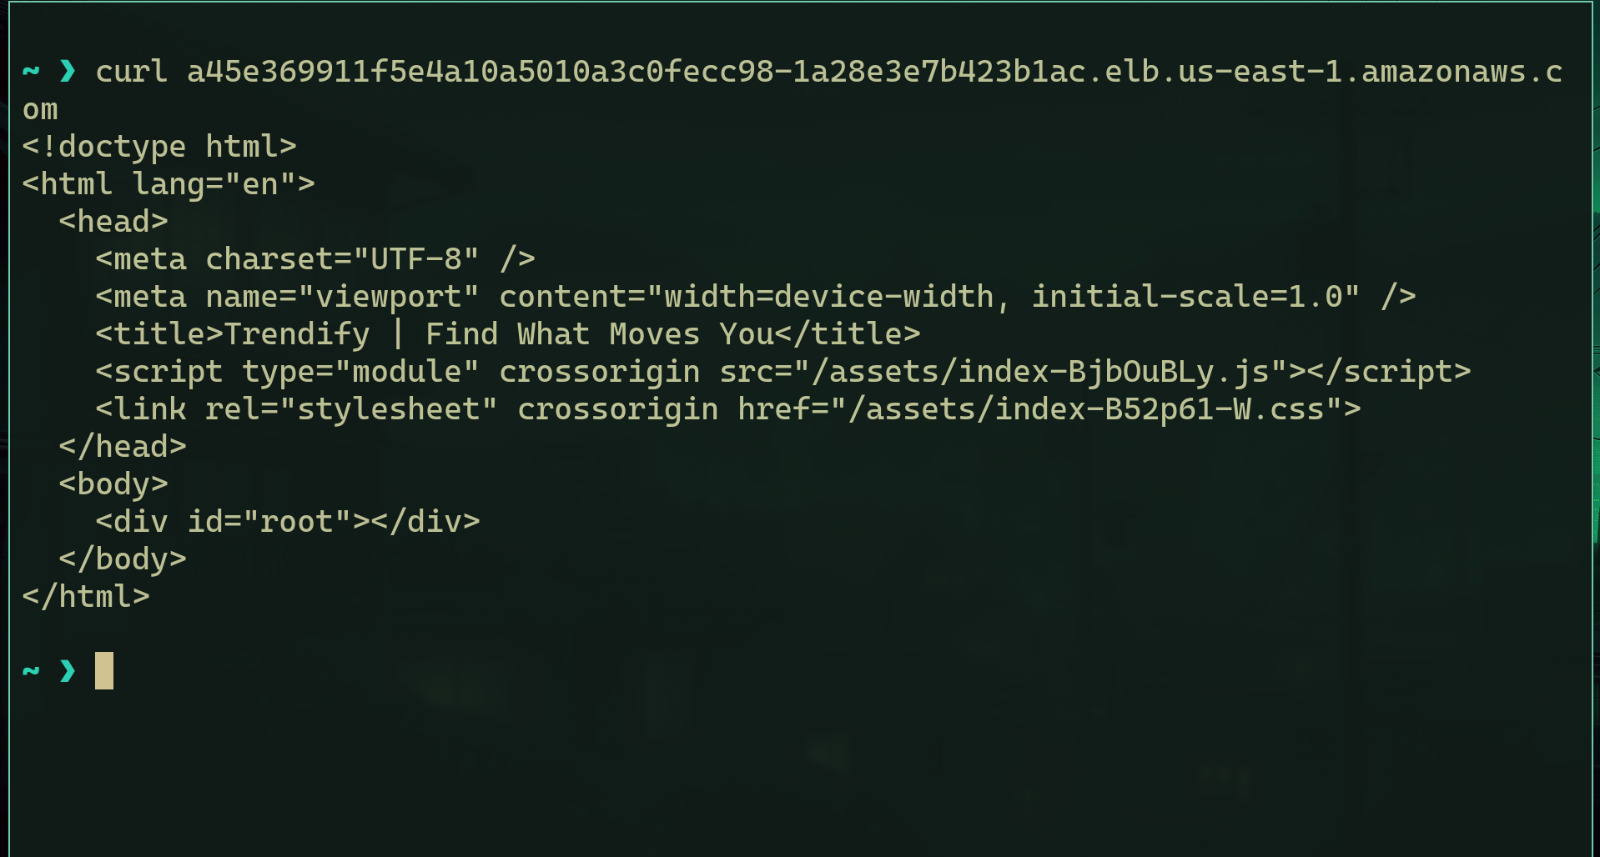 ~ ❯ curl a45e369911f5e4a10a5010a3c0fecc98-1a28e3e7b423b1ac.elb.us-east-1.amazonaws.c
om
<!doctype html>
<html lang="en">
  <head>
    <meta charset="UTF-8" />
    <meta name="viewport" content="width=device-width, initial-scale=1.0" />
    <title>Trendify | Find What Moves You</title>
    <script type="module" crossorigin src="/assets/index-BjbOuBLy.js"></script>
    <link rel="stylesheet" crossorigin href="/assets/index-B52p61-W.css">
  </head>
  <body>
    <div id="root"></div>
  </body>
</html>
~ ❯